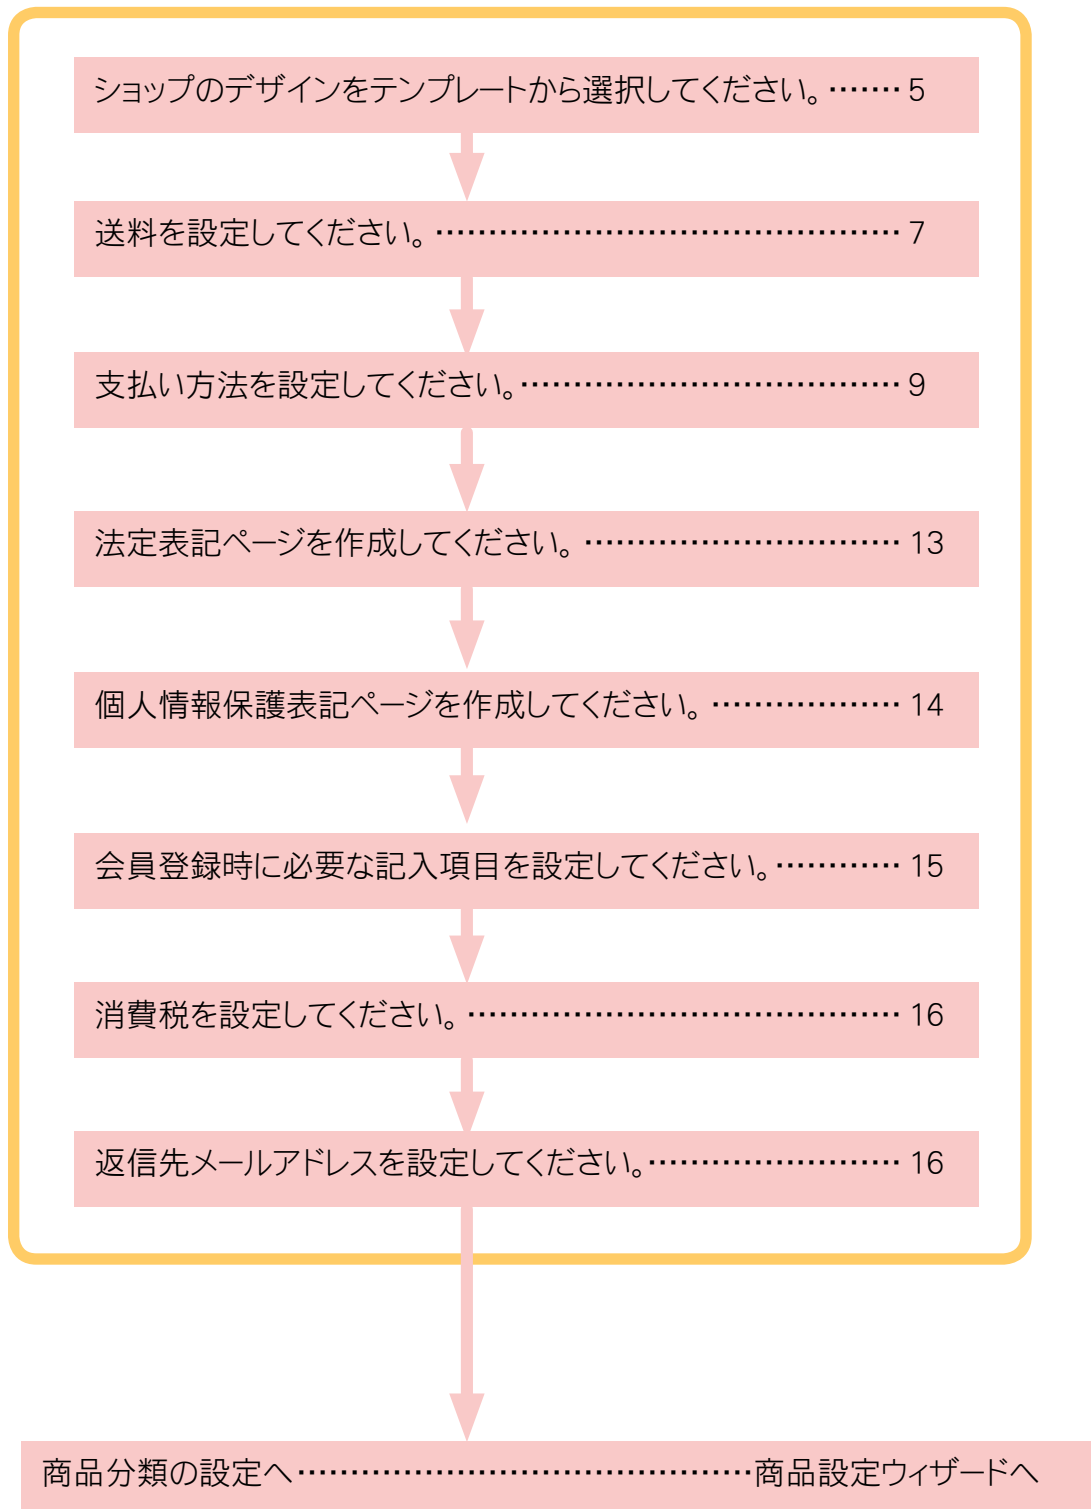 ショップのデザインをテンプレートから選択してください。‥‥‥‥5
送料を設定してください。‥‥‥‥‥‥‥‥‥‥‥‥‥‥‥‥‥‥‥‥‥‥7
支払い方法を設定してください。‥‥‥‥‥‥‥‥‥‥‥‥‥‥‥‥‥‥9
法定表記ページを作成してください。‥‥‥‥‥‥‥‥‥‥‥‥‥‥‥13
個人情報保護表記ページを作成してください。‥‥‥‥‥‥‥‥‥14
会員登録時に必要な記入項目を設定してください。‥‥‥‥‥‥15
消費税を設定してください。‥‥‥‥‥‥‥‥‥‥‥‥‥‥‥‥‥‥‥‥16
返信先メールアドレスを設定してください。‥‥‥‥‥‥‥‥‥‥‥‥16
商品分類の設定へ‥‥‥‥‥‥‥‥‥‥‥‥‥‥‥‥‥‥‥‥‥商品設定ウィザードへ